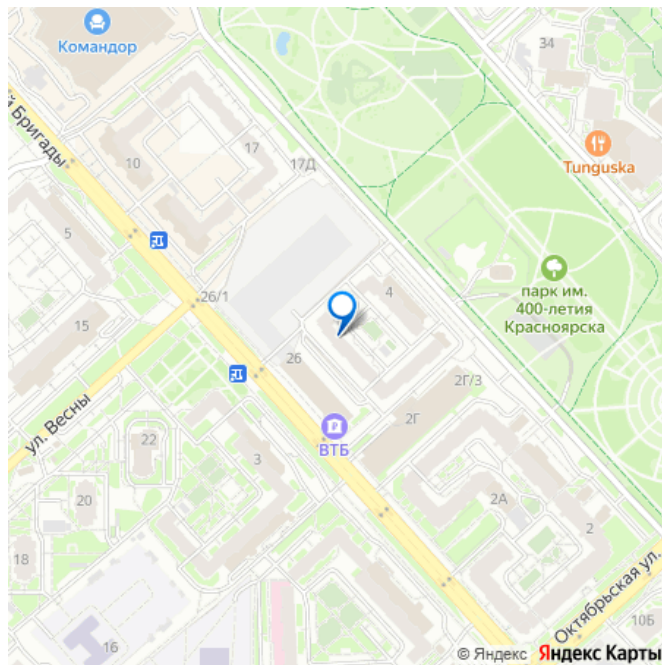 Командор
й Бригады
34
10
17
17Д
Tunguska
5
26/1
4
парк им.
400-летия
Красноярска
15
26
2Г/3
2Г
ул. Весны
22
3
ВТБ
20
2А
2
18
16
Октябрьская ул.
10Б
© Яндекс Яндекс Карты